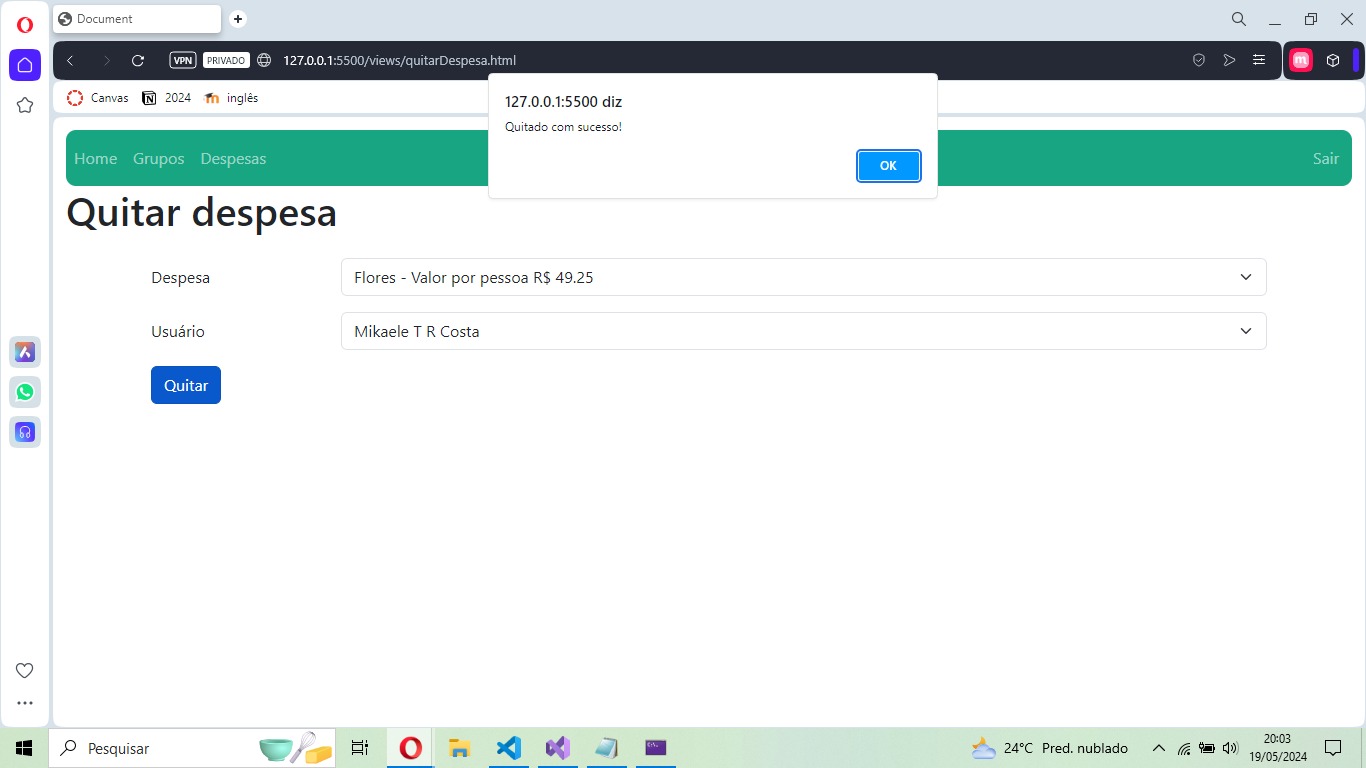 Document
VPN
PRIVADO
127.0.0.1:5500/views/quitarDespesa.html
Canvas
2024
inglês
127.0.0.1:5500 diz
Quitado com sucesso!
OK
Home
Grupos
Despesas
Sair
Quitar despesa
Despesa
Flores - Valor por pessoa R$ 49.25
Usuário
Mikaele T R Costa
Quitar
Pesquisar
24°C Pred. nublado
20:03
19/05/2024